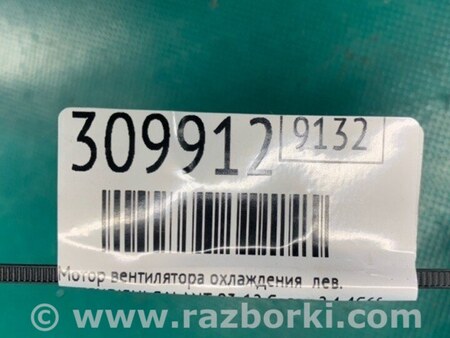 309912 9132
Мотор вентилятора охлаждения лев.
www.razborki.com